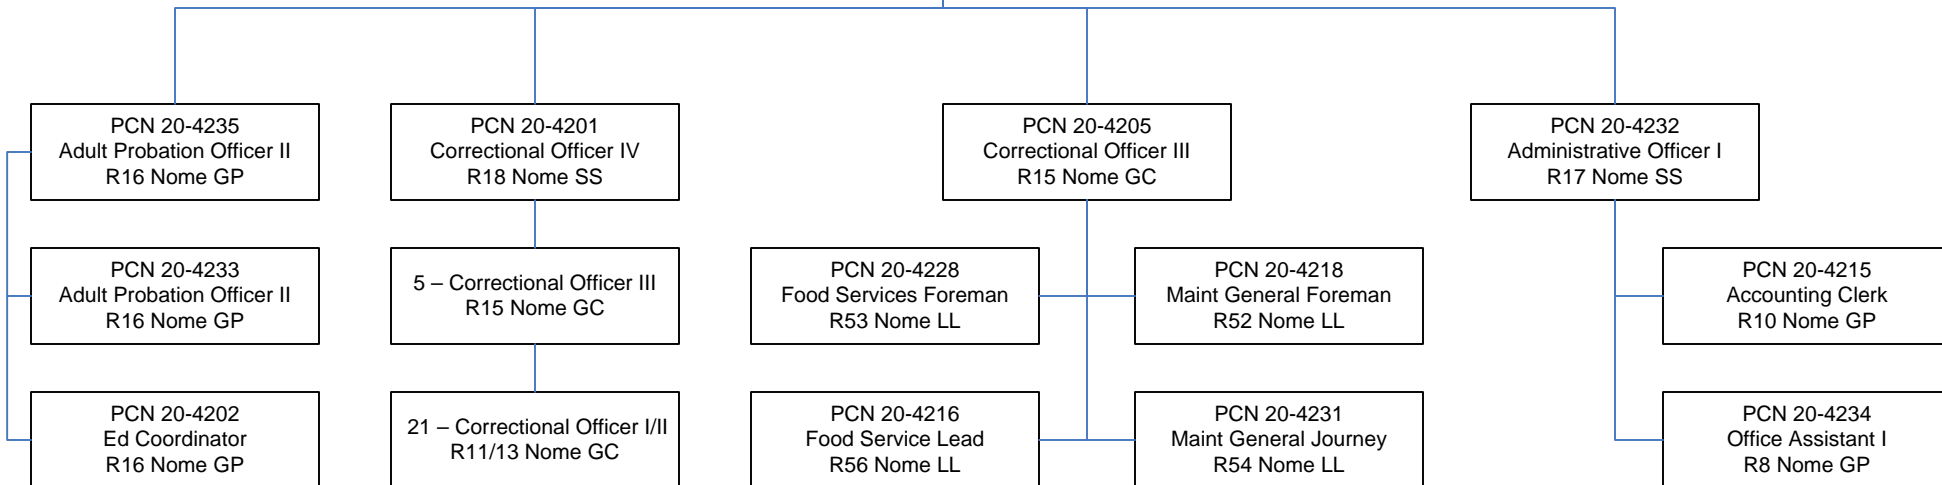 PCN 20-4235
Adult Probation Officer II
R16 Nome GP
PCN 20-4201
Correctional Officer IV
R18 Nome SS
PCN 20-4205
Correctional Officer III
R15 Nome GC
PCN 20-4232
Administrative Officer I
R17 Nome SS
PCN 20-4233
Adult Probation Officer II
R16 Nome GP
5 – Correctional Officer III
R15 Nome GC
PCN 20-4228
Food Services Foreman
R53 Nome LL
PCN 20-4218
Maint General Foreman
R52 Nome LL
PCN 20-4215
Accounting Clerk
R10 Nome GP
PCN 20-4202
Ed Coordinator
R16 Nome GP
21 – Correctional Officer I/II
R11/13 Nome GC
PCN 20-4216
Food Service Lead
R56 Nome LL
PCN 20-4231
Maint General Journey
R54 Nome LL
PCN 20-4234
Office Assistant I
R8 Nome GP